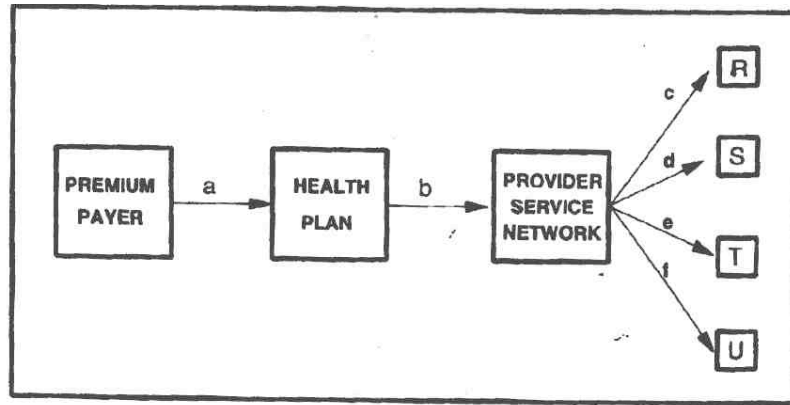 PREMIUM
PAYER
a
HEALTH
PLAN
b
PROVIDER
SERVICE
NETWORK
c
d
e
f
R
S
T
U